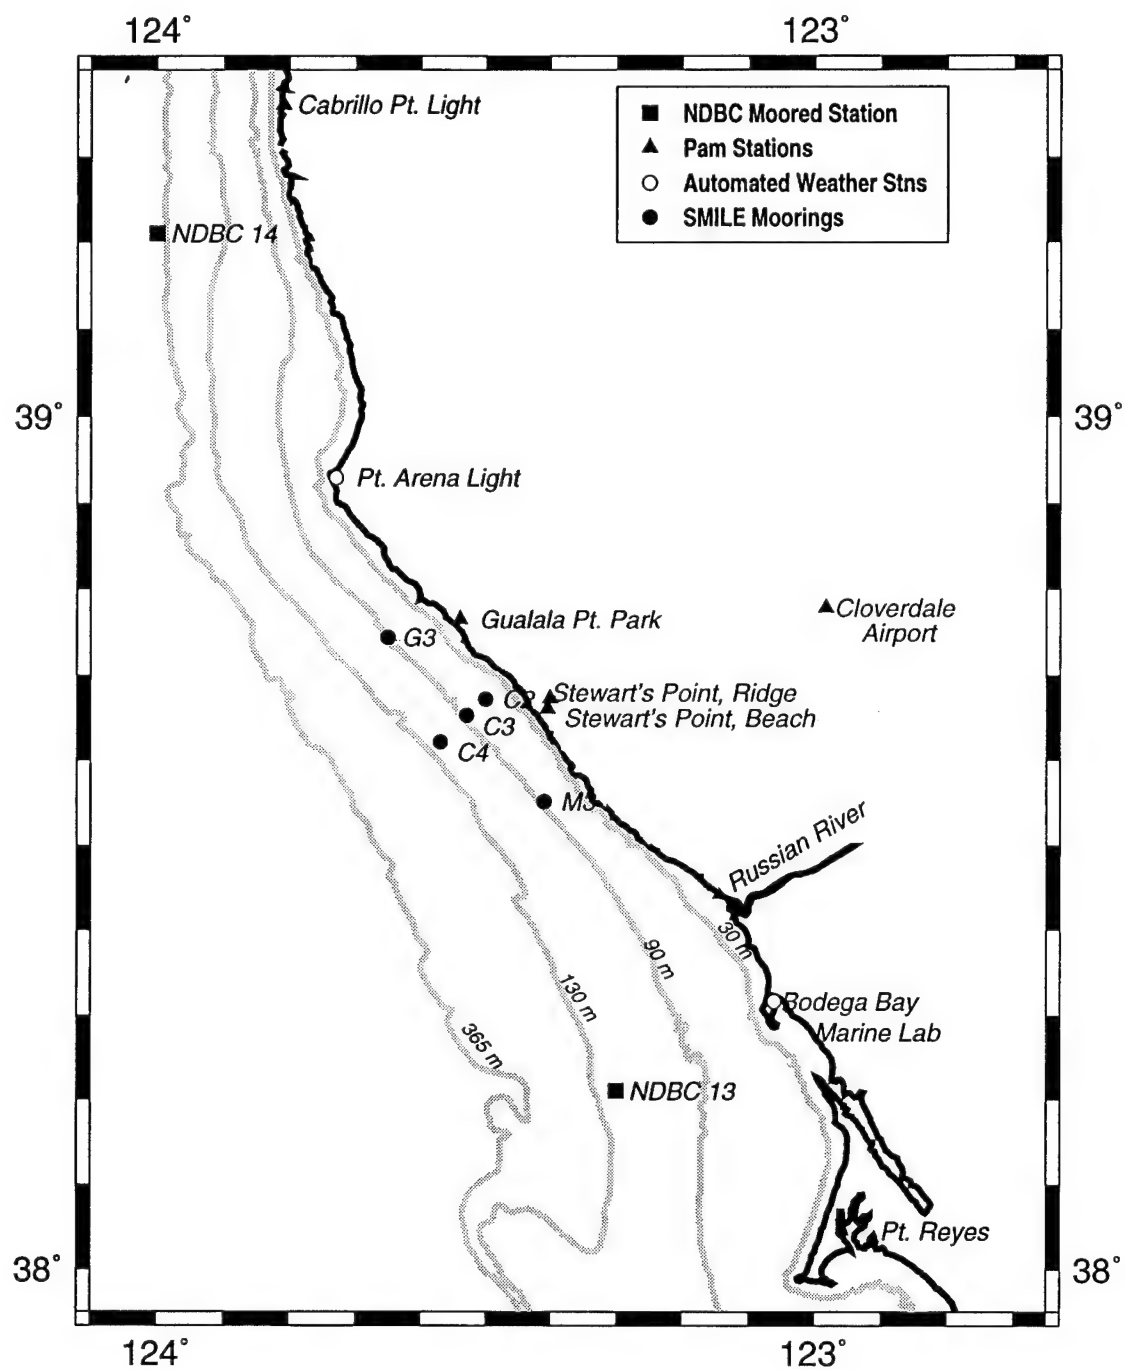 124° 123°
Cabrillo Pt. Light
NDBC Moored Station
Pam Stations
Automated Weather Stns
SMILE Moorings
NDBC 14
39° 39°
Pt. Arena Light
Cloverdale
Airport
Gualala Pt. Park
G3
Stewart's Point, Ridge
C2
Stewart's Point, Beach
C3
C4
M3
Russian River
30 m
90 m
130 m
Bodega Bay
Marine Lab
365 m
NDBC 13
Pt. Reyes
38° 38°
124° 123°